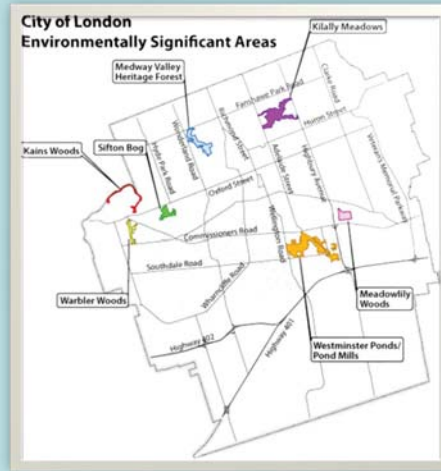 City of London
Environmentally Significant Areas
Kilally Meadows
Medway Valley
Heritage Forest
Fanshawe Park Road
Clarke Road
Wonderland Road
Richmond Street
Huron Street
Sifton Bog
Hyde Park Road
Kains Woods
Oxford Street
Adelaide Street
Highbury Avenue
Veteran's Memorial Parkway
Commissioners Road
Wellington Road
Southdale Road
Wharncliffe Road
Warbler Woods
Meadowlily
Woods
Highway 402
Highway 401
Westminster Ponds/
Pond Mills